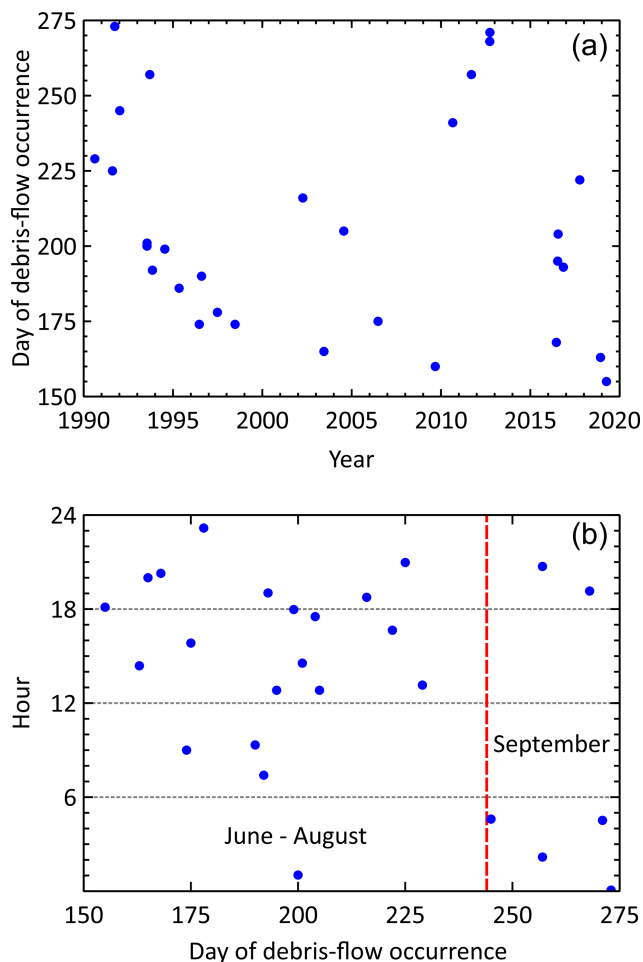 (a)
Day of debris-flow occurrence
275
250
225
200
175
150
1990 1995 2000 2005 2010 2015 2020
Year
(b)
Hour
24
18
12
6
September
June - August
150 175 200 225 250 275
Day of debris-flow occurrence